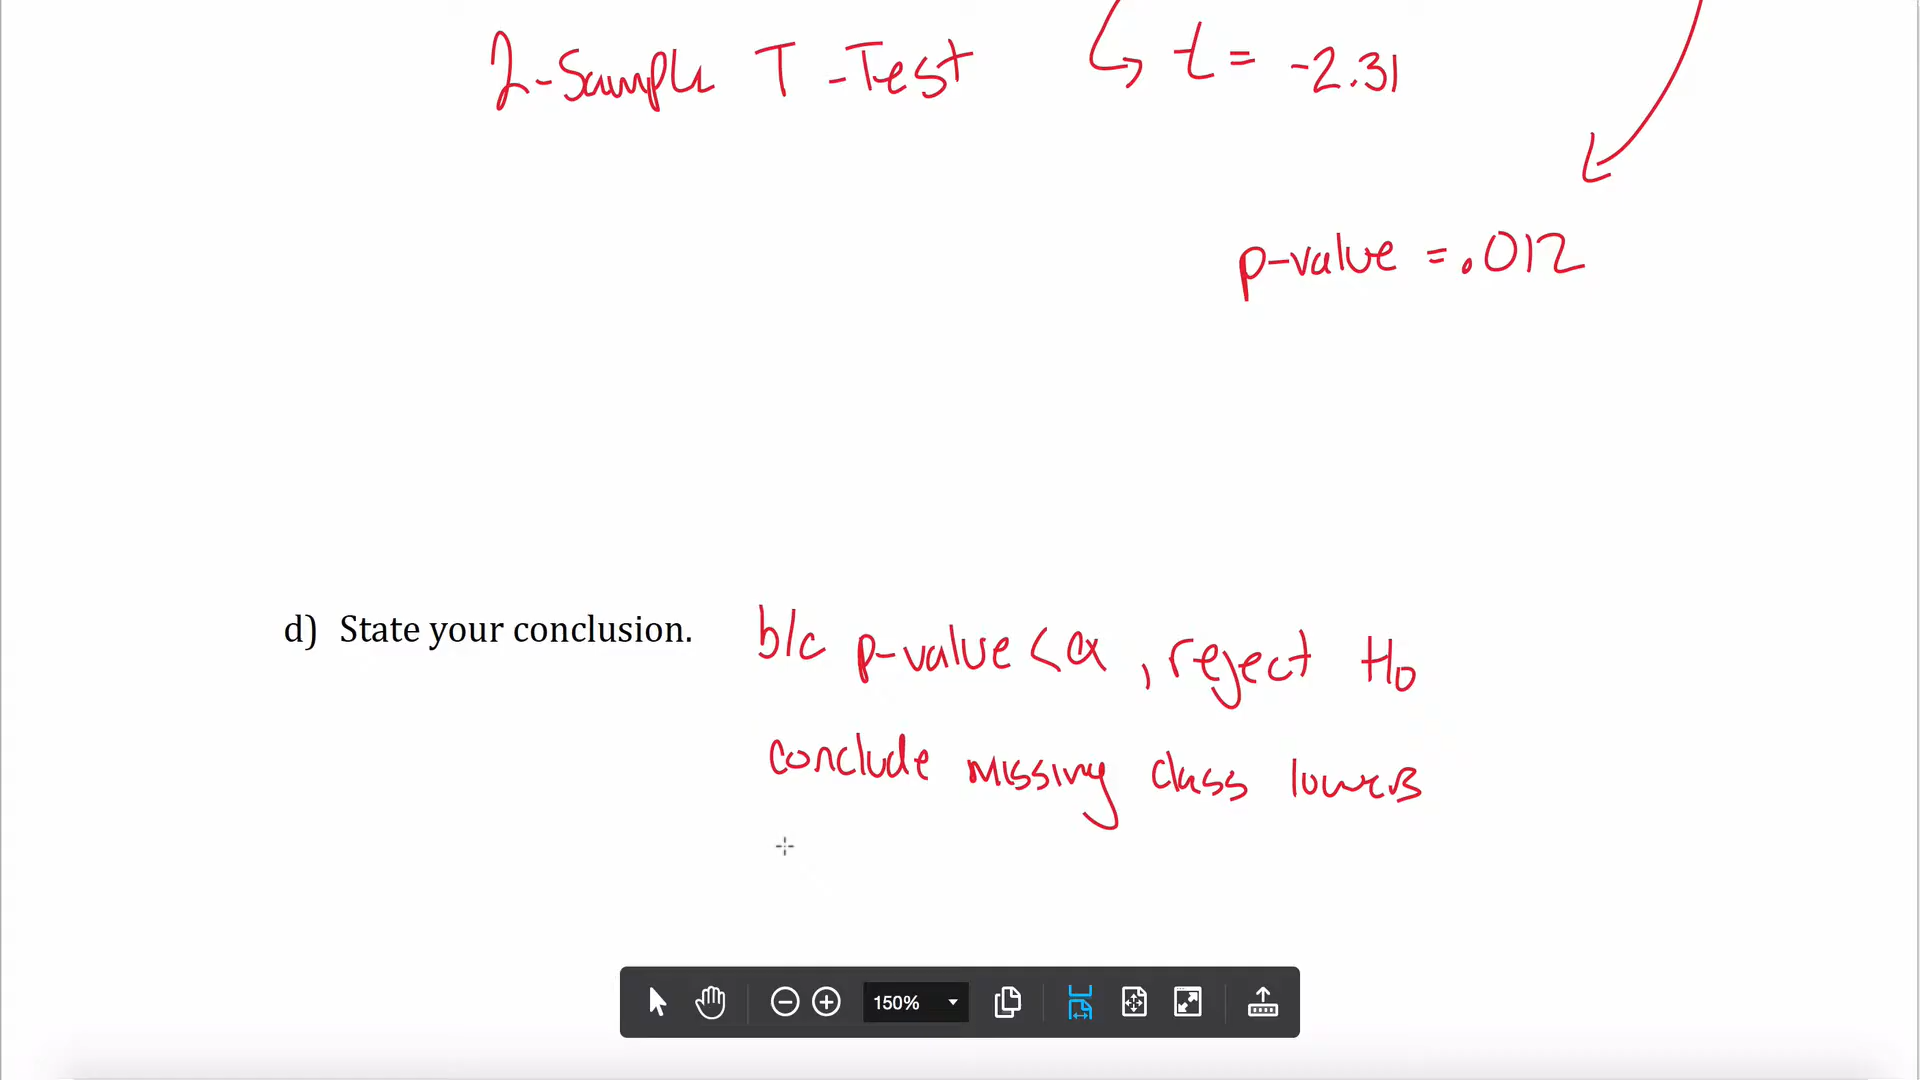 2-Sample T-Test t = -2.31
p-value = .012
d) State your conclusion. b/c p-value < α, reject H0
conclude missing class lowers
150%